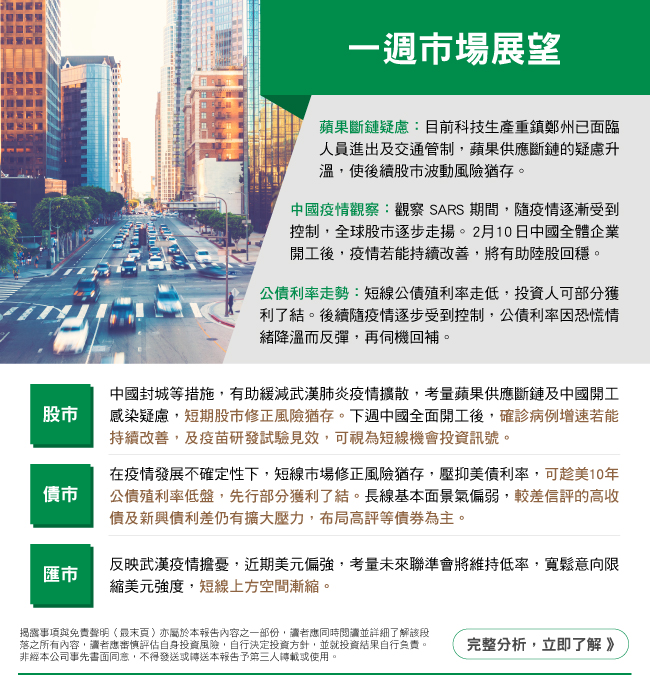 一週市場展望
蘋果斷鏈疑慮：目前科技生產重鎮鄭州已面臨
人員進出及交通管制，蘋果供應斷鏈的疑慮升
溫，使後續股市波動風險猶存。
中國疫情觀察：觀察 SARS 期間，隨疫情逐漸受到
控制，全球股市逐步走揚。2月10日中國全體企業
開工後，疫情若能持續改善，將有助陸股回穩。
公債利率走勢：短線公債殖利率走低，投資人可部分獲
利了結。後續隨疫情逐步受到控制，公債利率因恐慌情
緒降溫而反彈，再伺機回補。
股市
中國封城等措施，有助緩減武漢肺炎疫情擴散，考量蘋果供應斷鏈及中國開工
感染疑慮，短期股市修正風險猶存。下週中國全面開工後，確診病例增速若能
持續改善，及疫苗研發試驗見效，可視為短線機會投資訊號。
債市
在疫情發展不確定性下，短線市場修正風險猶存，壓抑美債利率，可趁美10年
公債殖利率低盤，先行部分獲利了結。長線基本面景氣偏弱，較差信評的高收
債及新興債利差仍有擴大壓力，布局高評等債券為主。
匯市
反映武漢疫情擔憂，近期美元偏強，考量未來聯準會將維持低率，寬鬆意向限
縮美元強度，短線上方空間漸縮。
揭露事項與免責聲明（最末頁）亦屬於本報告內容之一部份，讀者應同時閱讀並詳細了解該段
落之所有內容，讀者應審慎評估自身投資風險，自行決定投資方針，並就投資結果自行負責。
非經本公司事先書面同意，不得發送或轉送本報告予第三人轉載或使用。
完整分析，立即了解 》